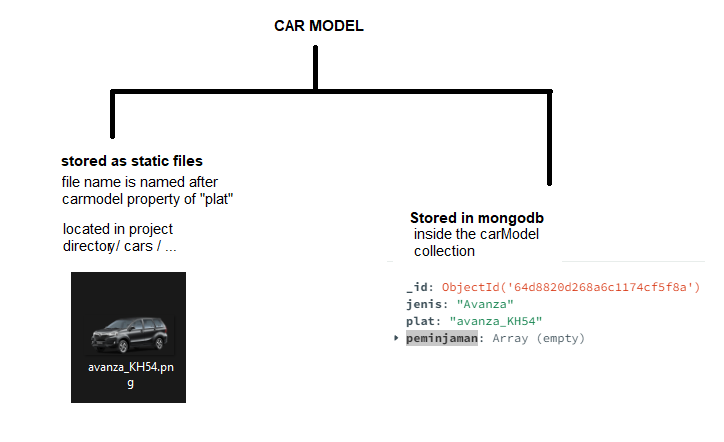 CAR MODEL
stored as static files
file name is named after
carmodel property of "plat"
located in project
directory/ cars / ...
avanza_KH54.pn
g
Stored in mongodb
inside the carModel
collection
_id: ObjectId('64d8820d268a6c1174cf5f8a')
jenis: "Avanza"
plat: "avanza_KH54"
peminjaman: Array (empty)